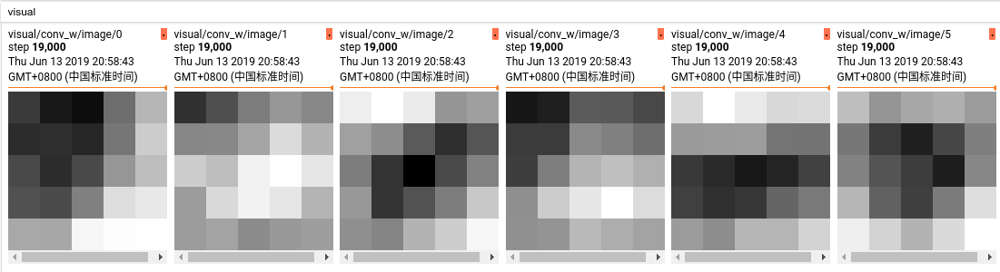 visual
visual/conv_w/image/0
step 19,000
Thu Jun 13 2019 20:58:43
GMT+0800 (中国标准时间)
visual/conv_w/image/1
step 19,000
Thu Jun 13 2019 20:58:43
GMT+0800 (中国标准时间)
visual/conv_w/image/2
step 19,000
Thu Jun 13 2019 20:58:43
GMT+0800 (中国标准时间)
visual/conv_w/image/3
step 19,000
Thu Jun 13 2019 20:58:43
GMT+0800 (中国标准时间)
visual/conv_w/image/4
step 19,000
Thu Jun 13 2019 20:58:43
GMT+0800 (中国标准时间)
visual/conv_w/image/5
step 19,000
Thu Jun 13 2019 20:58:43
GMT+0800 (中国标准时间)